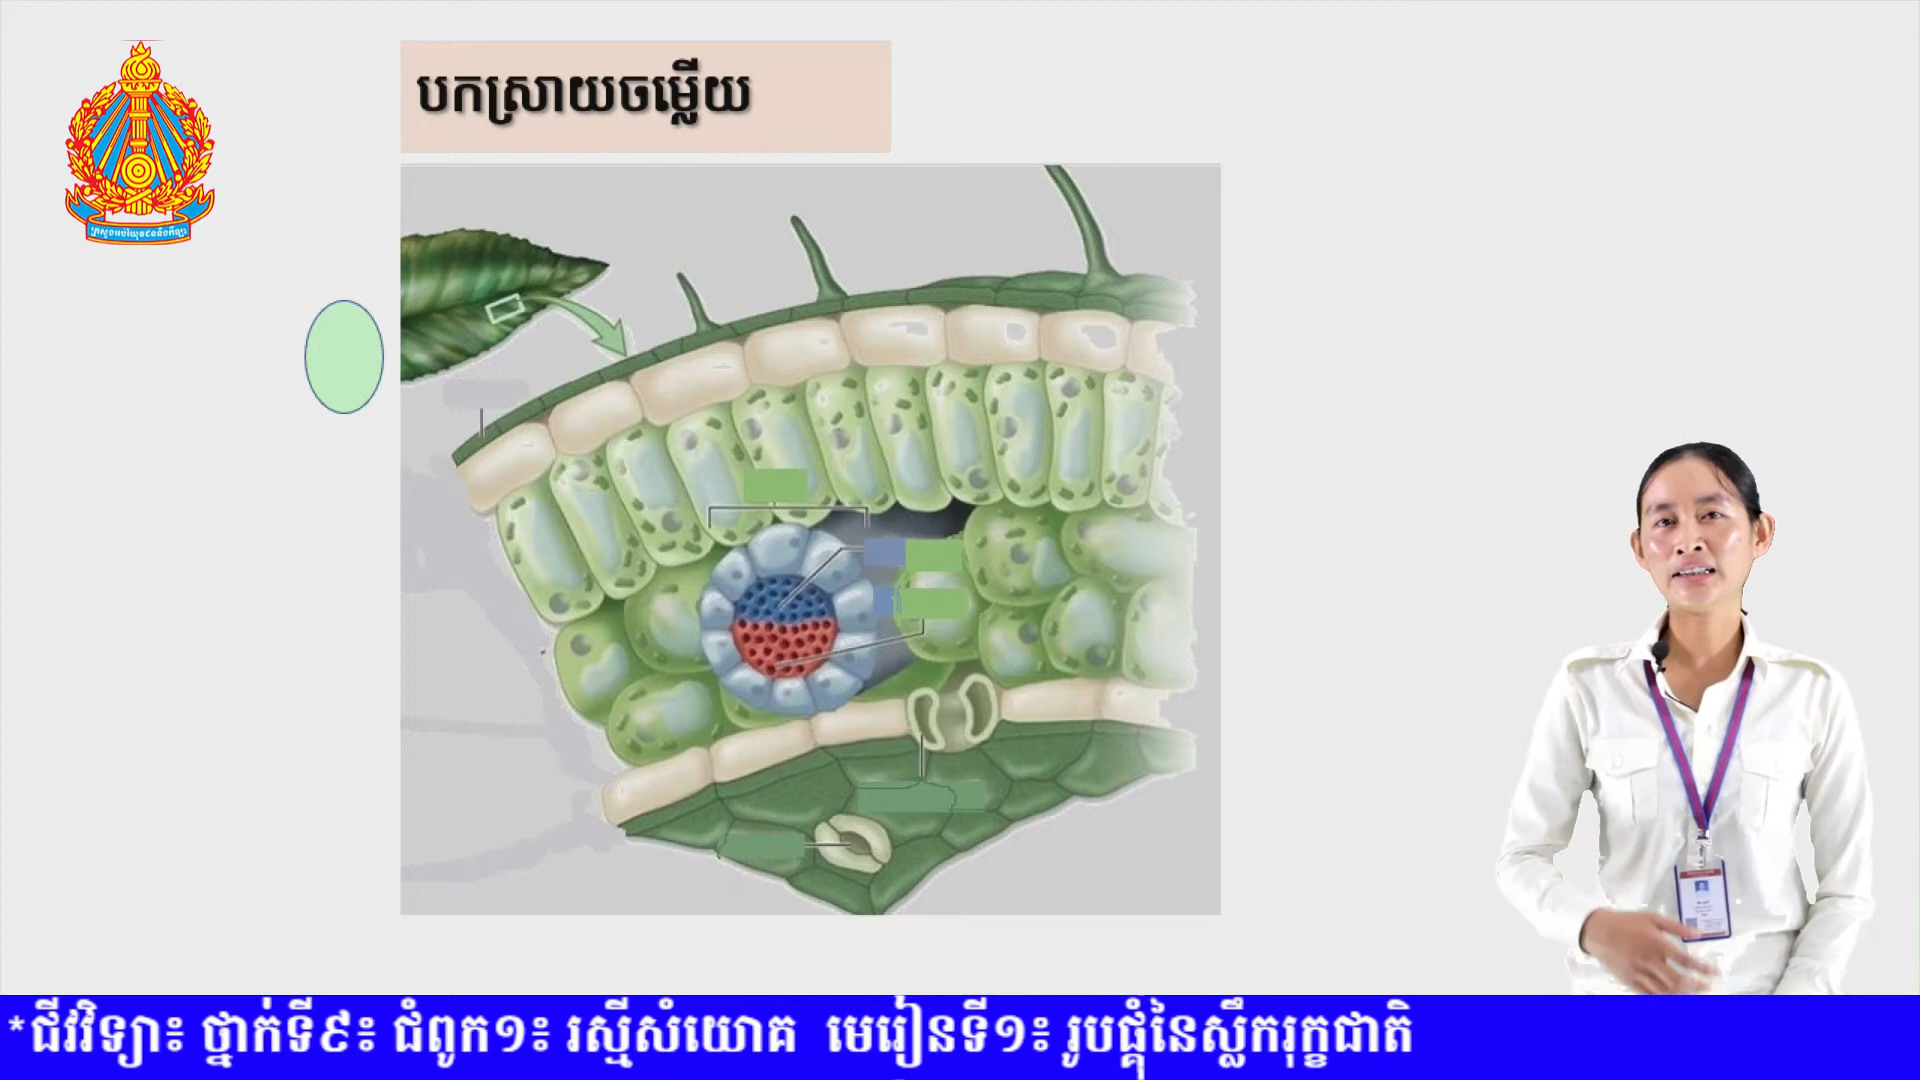 បកស្រាយចម្លើយ
*ជីវវិទ្យា៖ ថ្នាក់ទី៩៖ ជំពូក១៖ រស្មីសំយោគ មេរៀនទី១៖ រូបផ្គុំនៃស្លឹករុក្ខជាតិ